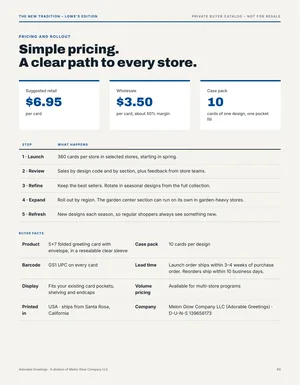 THE NEW TRADITION – LOWE'S EDITION
PRIVATE BUYER CATALOG – NOT FOR RESALE
PRICING AND ROLLOUT
Simple pricing.
A clear path to every store.
Suggested retail
$6.95
per card
Wholesale
$3.50
per card, about 50% margin
Case pack
10
cards of one design, one pocket
fill
STEP
WHAT HAPPENS
1 · Launch
360 cards per store in selected stores, starting in spring.
2 · Review
Sales by design code and by section, plus feedback from store teams.
3 · Refine
Keep the best sellers. Rotate in seasonal designs from the full collection.
4 · Expand
Roll out by region. The garden center section can run on its own in garden-heavy stores.
5 · Refresh
New designs each season, so regular shoppers always see something new.
BUYER FACTS
Product
5×7 folded greeting card with
envelope, in a resealable clear sleeve
Case pack
10 cards per design
Barcode
GS1 UPC on every card
Lead time
Launch order ships within 3–4 weeks of purchase
order. Reorders ship within 10 business days.
Display
Fits your existing card pockets,
shelving and endcaps
Volume
pricing
Available for multi-store programs
Printed
in
USA · ships from Santa Rosa,
California
Company
Melon Glow Company LLC (Adorable Greetings) ·
D-U-N-S 139656173
Adorable Greetings · A division of Melon Glow Company LLC